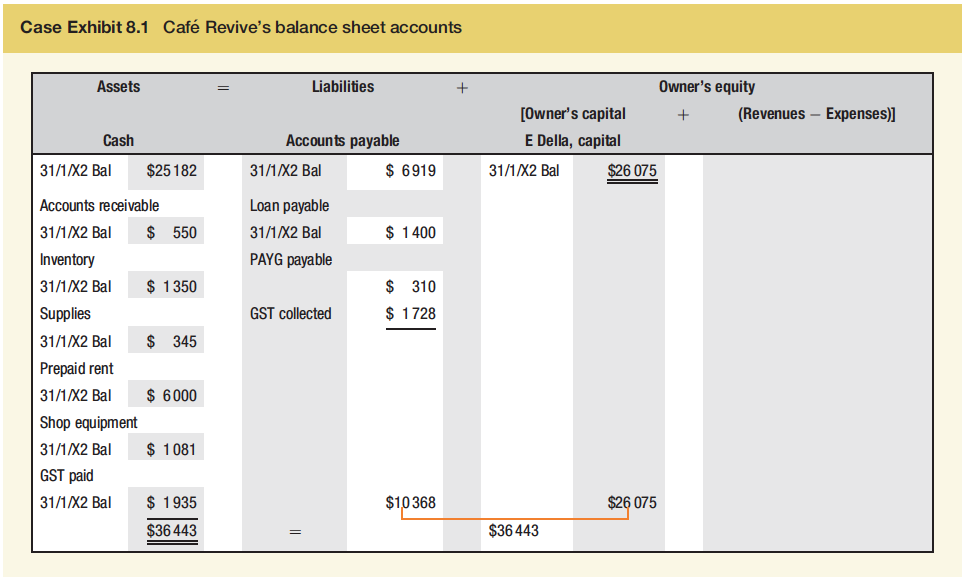 Case Exhibit 8.1 Café Revive's balance sheet accounts
Assets = Liabilities + Owner's equity
[Owner's capital + (Revenues – Expenses)]
Cash Accounts payable E Della, capital
31/1/X2 Bal $25 182 31/1/X2 Bal $ 6 919 31/1/X2 Bal $26 075
Accounts receivable Loan payable
31/1/X2 Bal $ 550 31/1/X2 Bal $ 1 400
Inventory PAYG payable
31/1/X2 Bal $ 1 350 $ 310
Supplies GST collected $ 1 728
31/1/X2 Bal $ 345
Prepaid rent
31/1/X2 Bal $ 6 000
Shop equipment
31/1/X2 Bal $ 1 081
GST paid
31/1/X2 Bal $ 1 935 $10 368 $26 075
$36 443 = $36 443